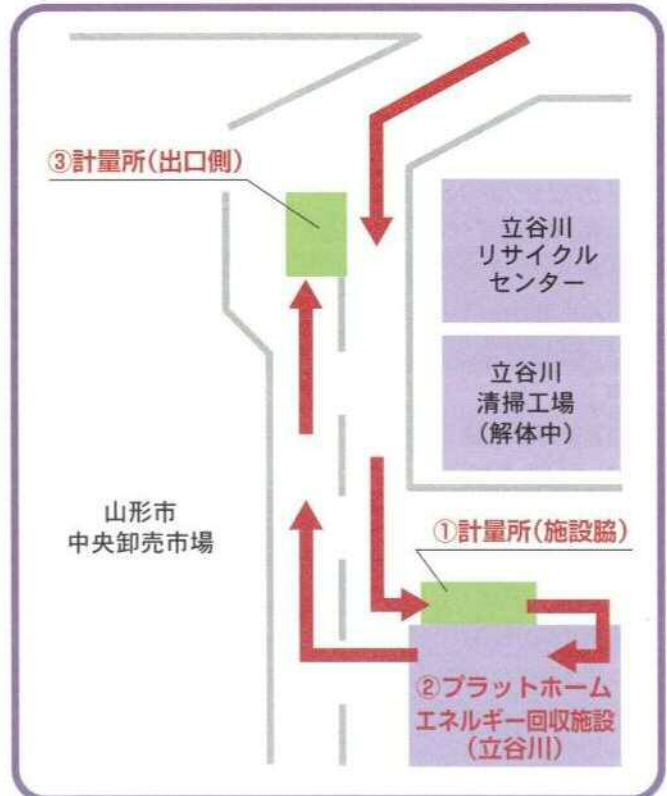 ③計量所(出口側)
立谷川
リサイクル
センター
立谷川
清掃工場
(解体中)
山形市
中央卸売市場
①計量所(施設脇)
②プラットホーム
エネルギー回収施設
(立谷川)